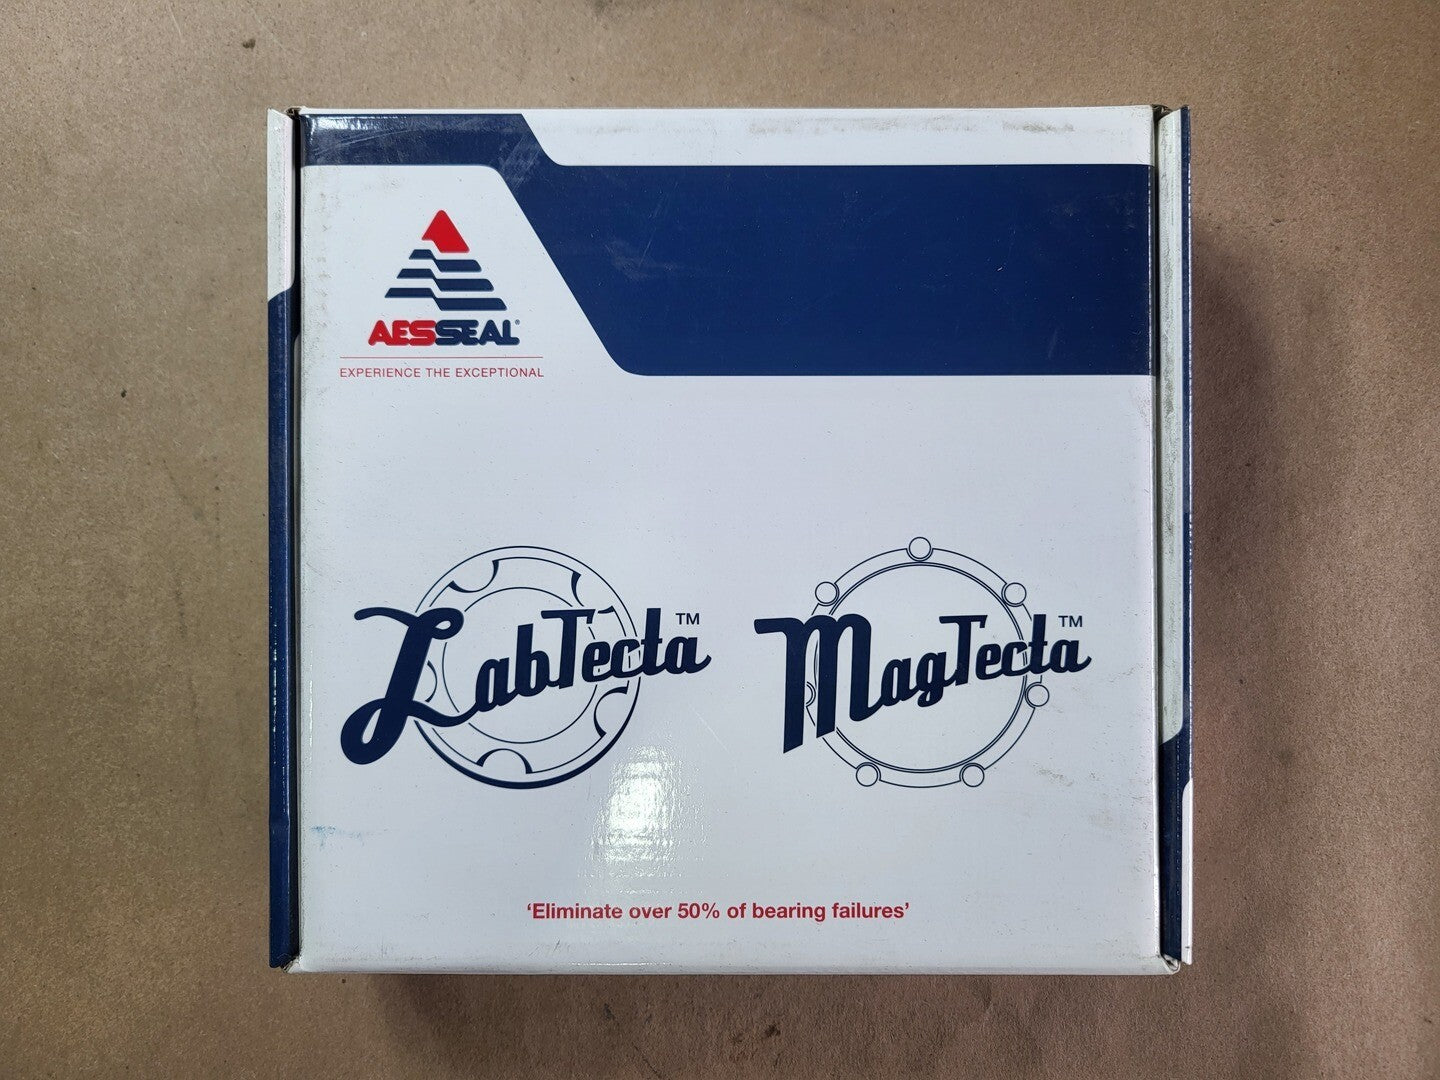 AESSEAL®
EXPERIENCE THE EXCEPTIONAL
LabTecta™
MagTecta™
‘Eliminate over 50% of bearing failures’